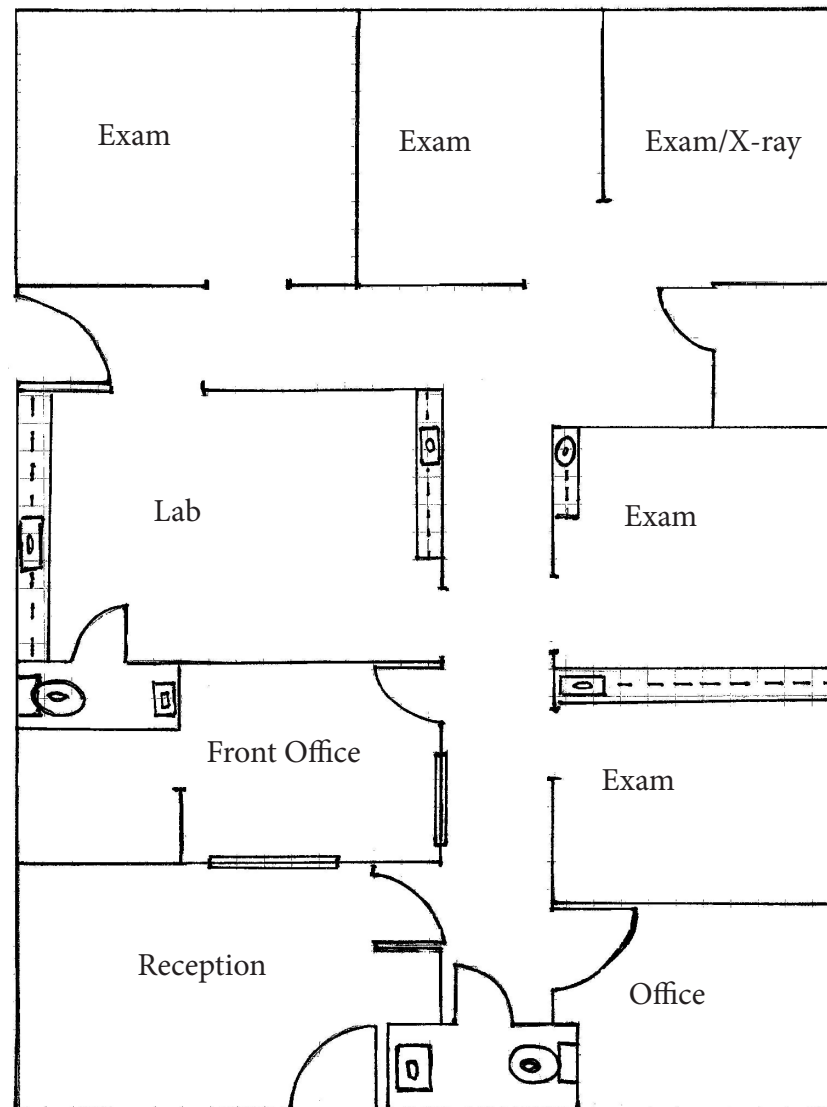 Exam
Exam
Exam/X-ray
Lab
Exam
Front Office
Exam
Reception
Office